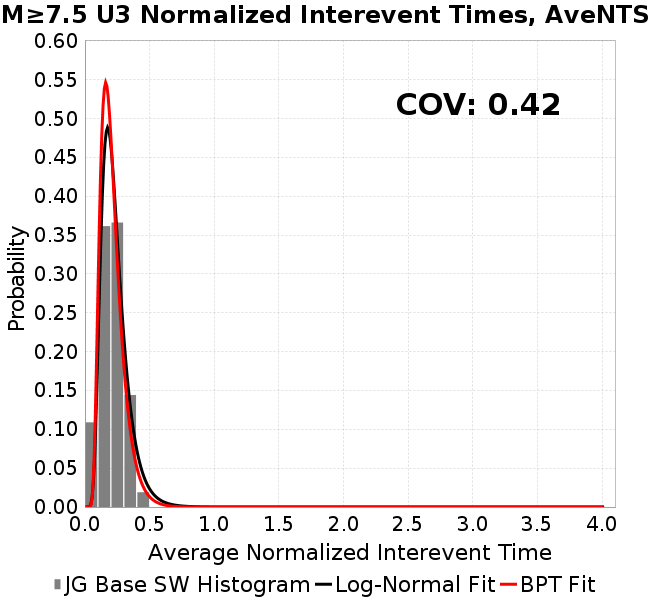 M≥7.5 U3 Normalized Interevent Times, AveNTS
0.60
0.55
COV: 0.42
0.50
0.45
0.40
0.35
0.30
0.25
0.20
0.15
0.10
0.05
0.00
Probability
0.0 0.5 1.0 1.5 2.0 2.5 3.0 3.5 4.0
Average Normalized Interevent Time
JG Base SW Histogram Log-Normal Fit BPT Fit